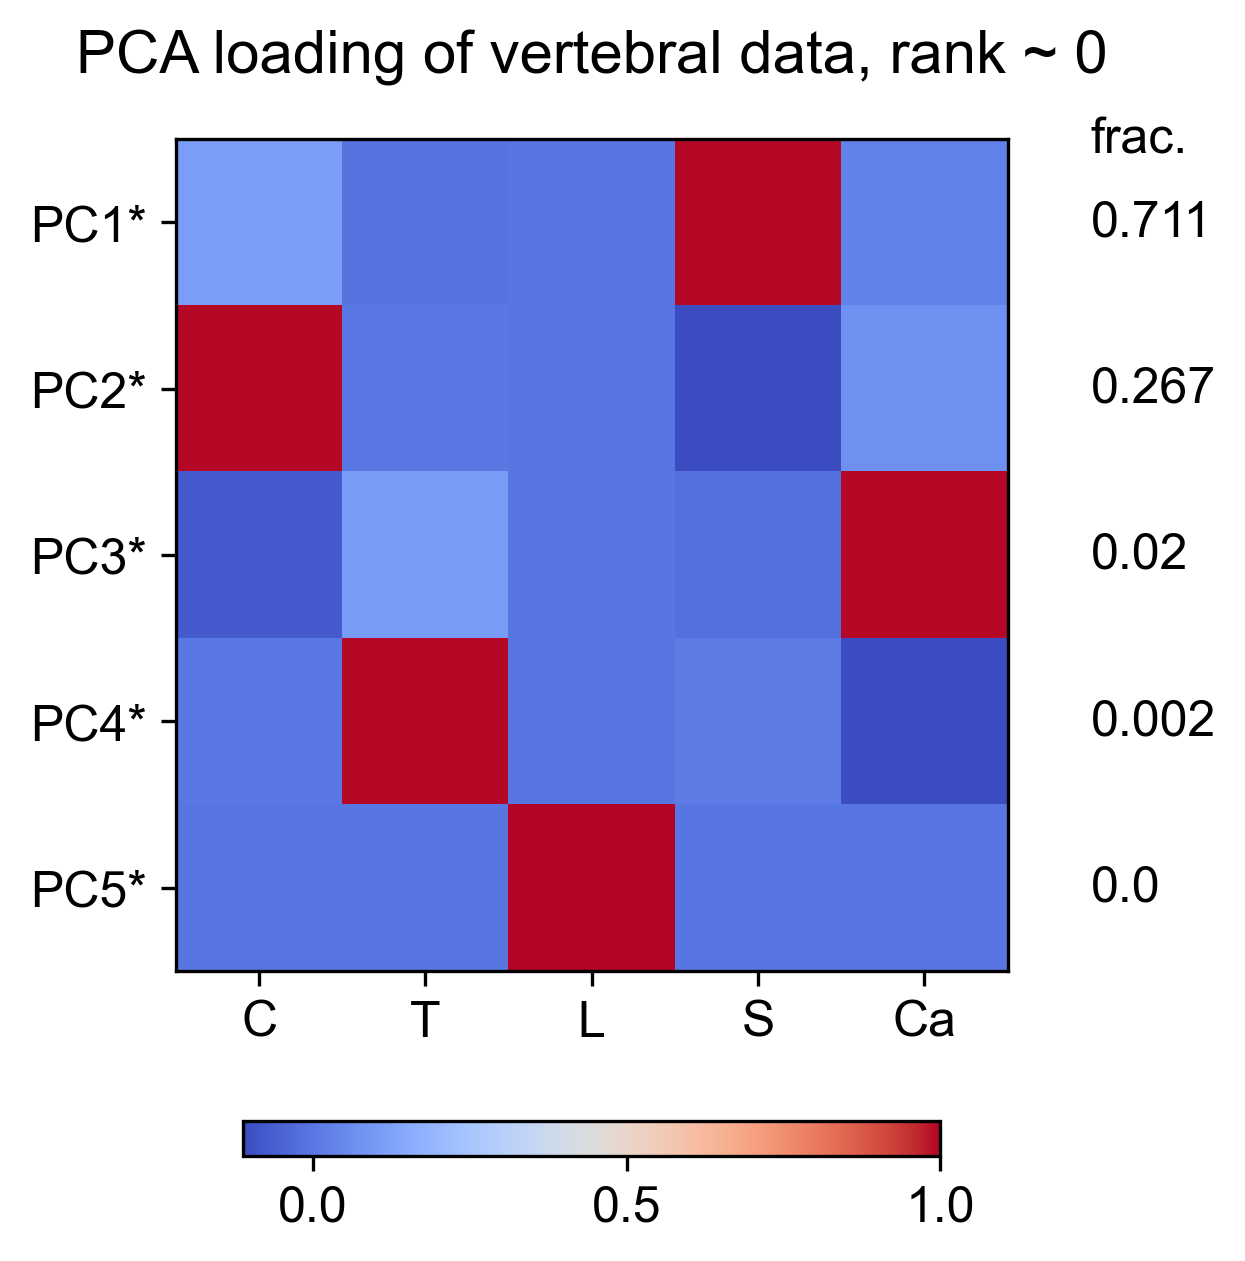 PCA loading of vertebral data, rank ~ 0
frac.
PC1* 0.711
PC2* 0.267
PC3* 0.02
PC4* 0.002
PC5* 0.0
C T L S Ca
0.0 0.5 1.0